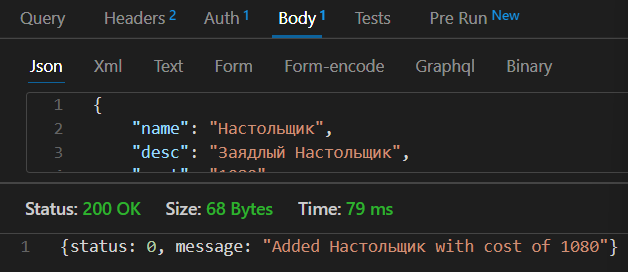 Query Headers 2 Auth 1 Body 1 Tests Pre Run New
Json Xml Text Form Form-encode Graphql Binary
1 {
2 "name": "Настольщик",
3 "desc": "Заядлый Настольщик",
Status: 200 OK Size: 68 Bytes Time: 79 ms
1 {status: 0, message: "Added Настольщик with cost of 1080"}